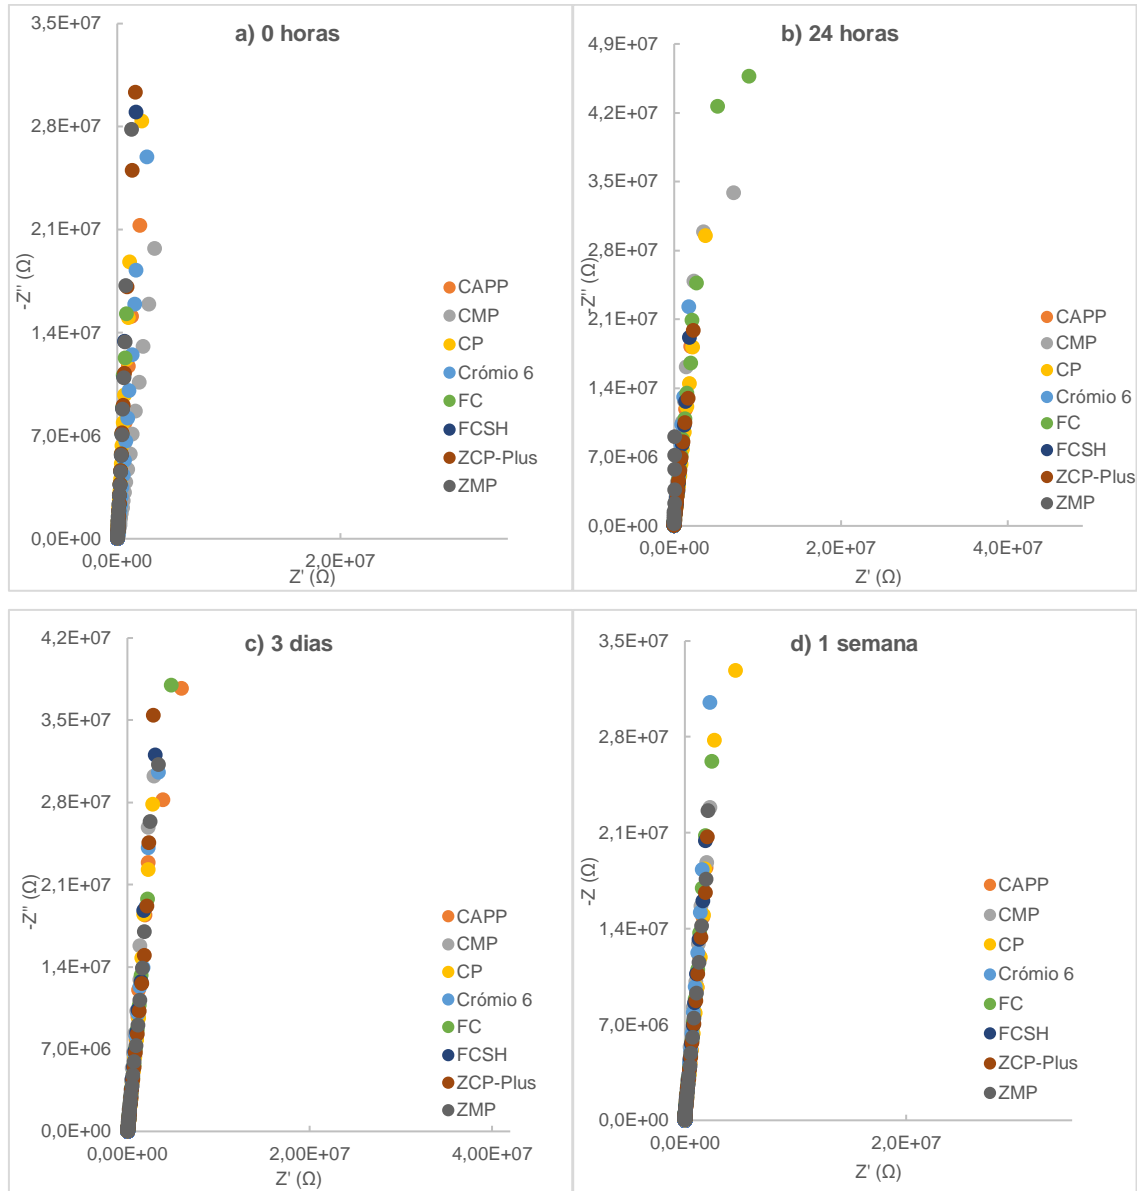 a) 0 horas
3,5E+07
2,8E+07
2,1E+07
1,4E+07
7,0E+06
0,0E+00
-Z'' (Ω)
0,0E+00
2,0E+07
Z' (Ω)
CAPP
CMP
CP
Crómio 6
FC
FCSH
ZCP-Plus
ZMP
b) 24 horas
4,9E+07
4,2E+07
3,5E+07
2,8E+07
2,1E+07
1,4E+07
7,0E+06
0,0E+00
-Z'' (Ω)
0,0E+00
2,0E+07
4,0E+07
Z' (Ω)
CAPP
CMP
CP
Crómio 6
FC
FCSH
ZCP-Plus
ZMP
c) 3 dias
4,2E+07
3,5E+07
2,8E+07
2,1E+07
1,4E+07
7,0E+06
0,0E+00
-Z'' (Ω)
0,00E+00
2,0E+07
4,0E+07
Z' (Ω)
CAPP
CMP
CP
Crómio 6
FC
FCSH
ZCP-Plus
ZMP
d) 1 semana
3,5E+07
2,8E+07
2,1E+07
1,4E+07
7,0E+06
0,0E+00
-Z (Ω)
0,0E+00
2,0E+07
Z' (Ω)
CAPP
CMP
CP
Crómio 6
FC
FCSH
ZCP-Plus
ZMP